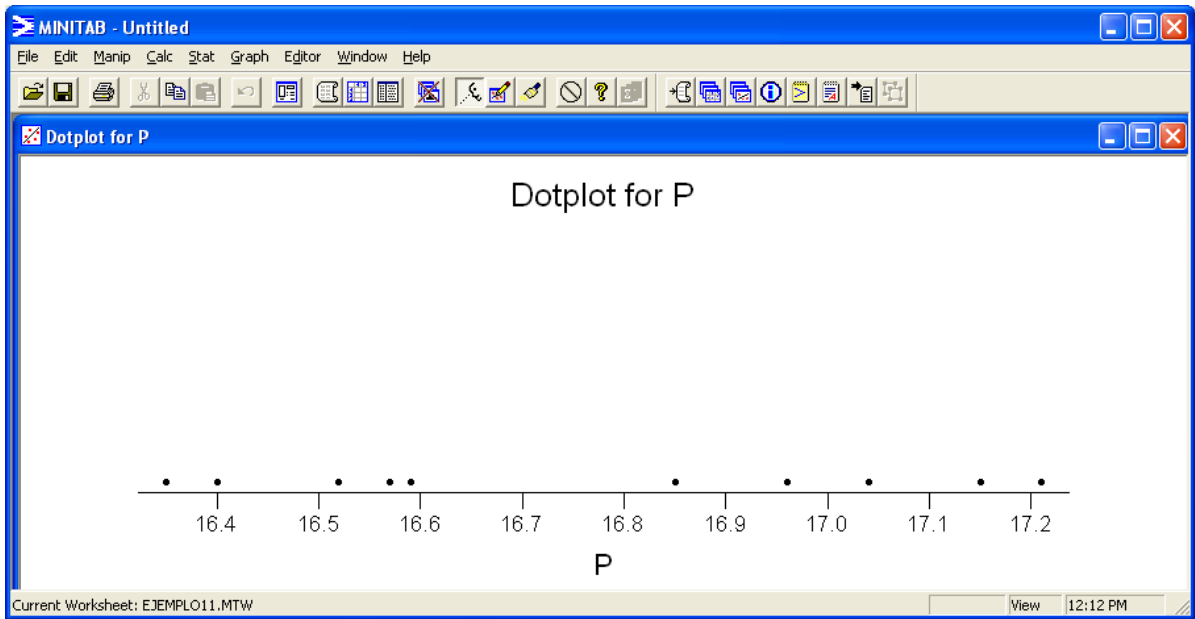 MINITAB - Untitled
File Edit Manip Calc Stat Graph Editor Window Help
Dotplot for P
Dotplot for P
16.4 16.5 16.6 16.7 16.8 16.9 17.0 17.1 17.2
P
Current Worksheet: EJEMPLO11.MTW View 12:12 PM